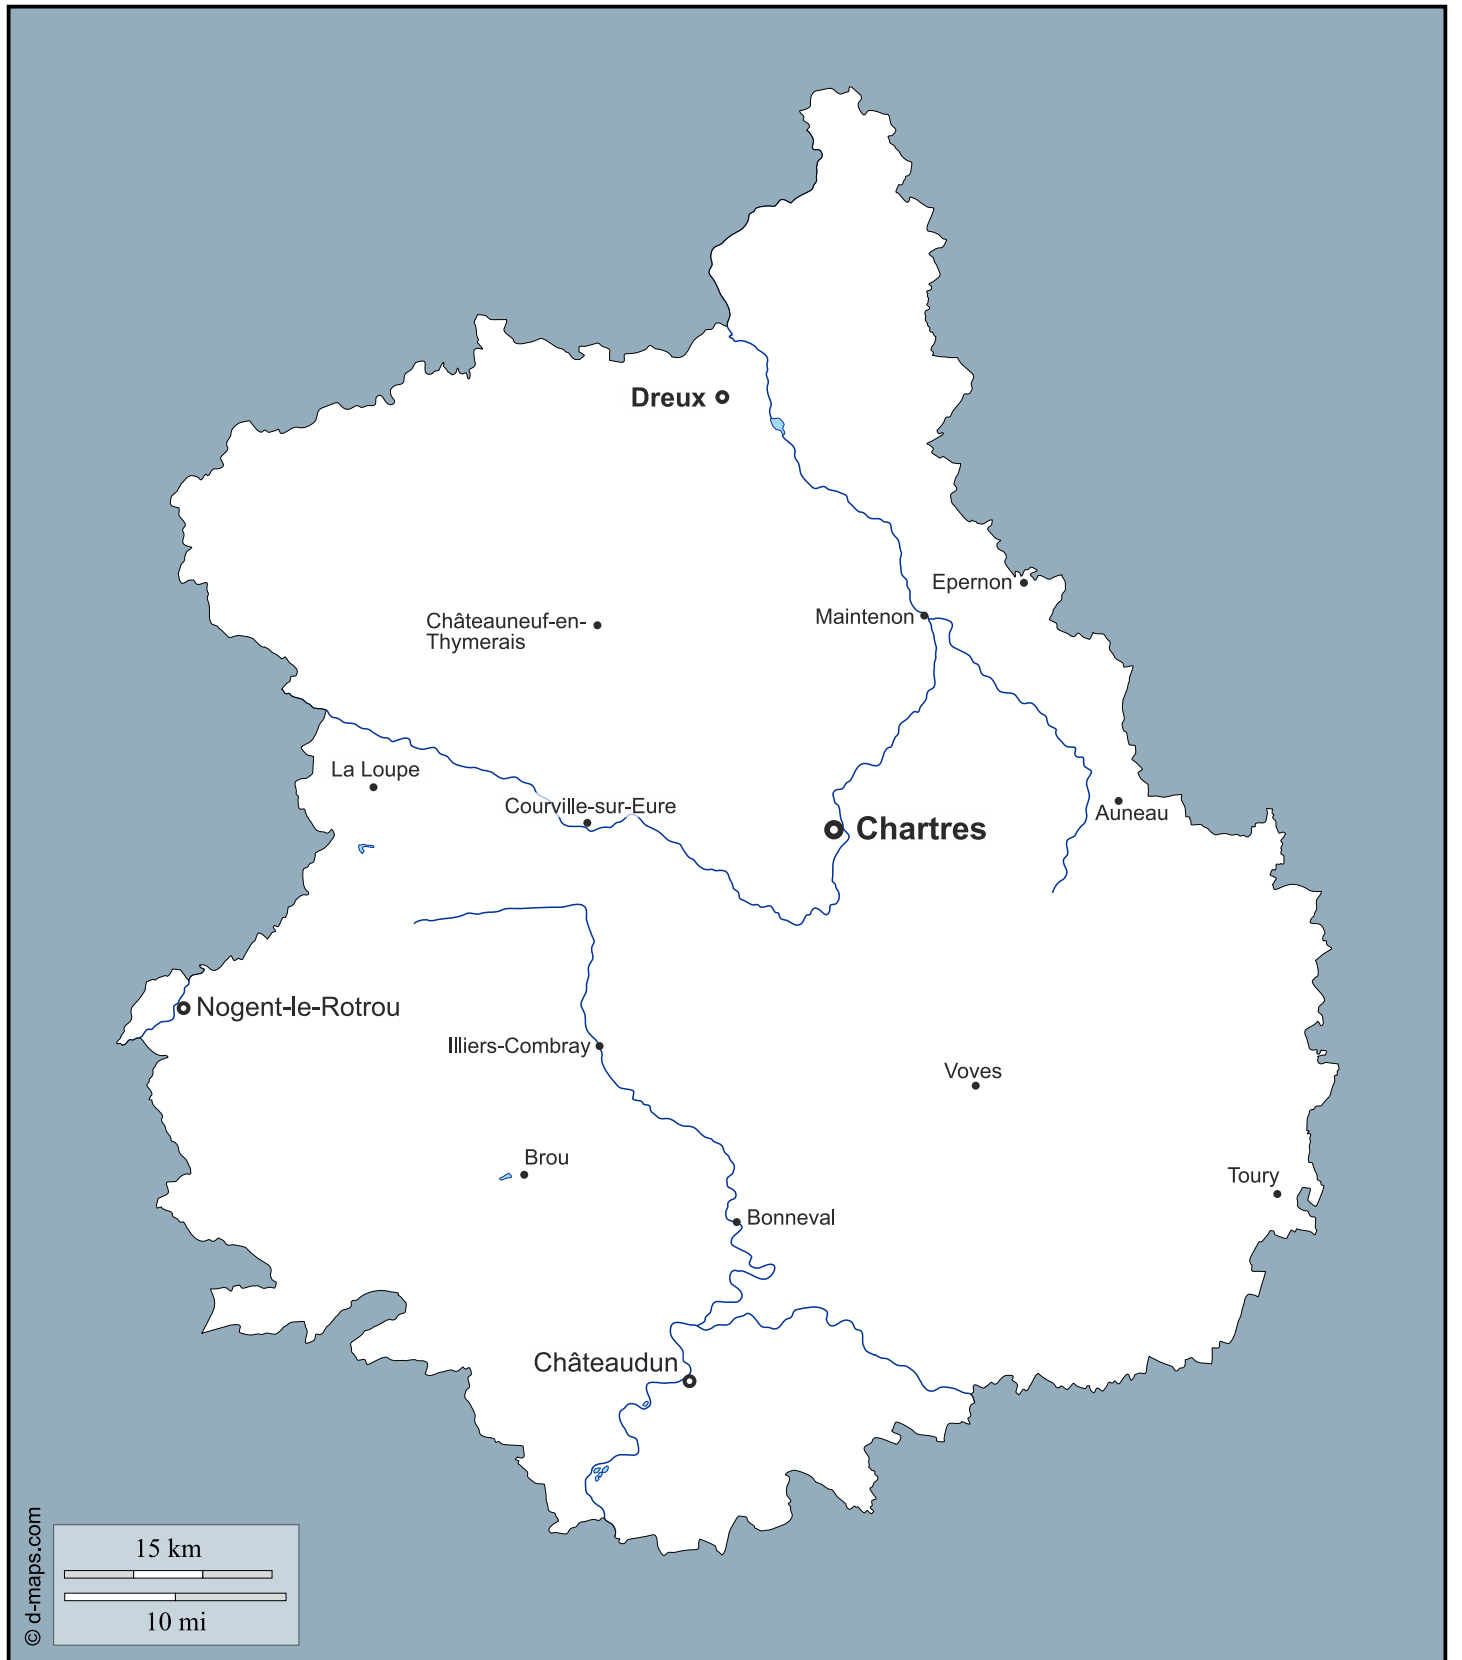 Dreux
Epernon
Maintenon
Châteauneuf-en-
Thymerais
La Loupe
Courville-sur-Eure
Auneau
Chartres
Nogent-le-Rotrou
Illiers-Combray
Voves
Brou
Toury
Bonneval
Châteaudun
© d-maps.com
15 km
10 mi